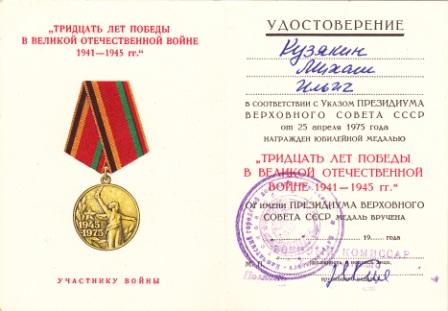 „ТРИДЦАТЬ ЛЕТ ПОБЕДЫ
В ВЕЛИКОЙ ОТЕЧЕСТВЕННОЙ ВОЙНЕ
1941—1945 гг.“
1945
1975
УЧАСТНИКУ ВОЙНЫ
УДОСТОВЕРЕНИЕ
Кузякин
Михаил
Ильич
В СООТВЕТСТВИИ С УКАЗОМ ПРЕЗИДИУМА
ВЕРХОВНОГО СОВЕТА СССР
от 25 апреля 1975 года
НАГРАЖДЕН ЮБИЛЕЙНОЙ МЕДАЛЬЮ
„ТРИДЦАТЬ ЛЕТ ПОБЕДЫ
В ВЕЛИКОЙ ОТЕЧЕСТВЕННОЙ
ВОЙНЕ 1941—1945 гг.“
ОТ ИМЕНИ ПРЕЗИДИУМА ВЕРХОВНОГО
СОВЕТА СССР МЕДАЛЬ ВРУЧЕНА
19 года
КОМИССАР
М. П.